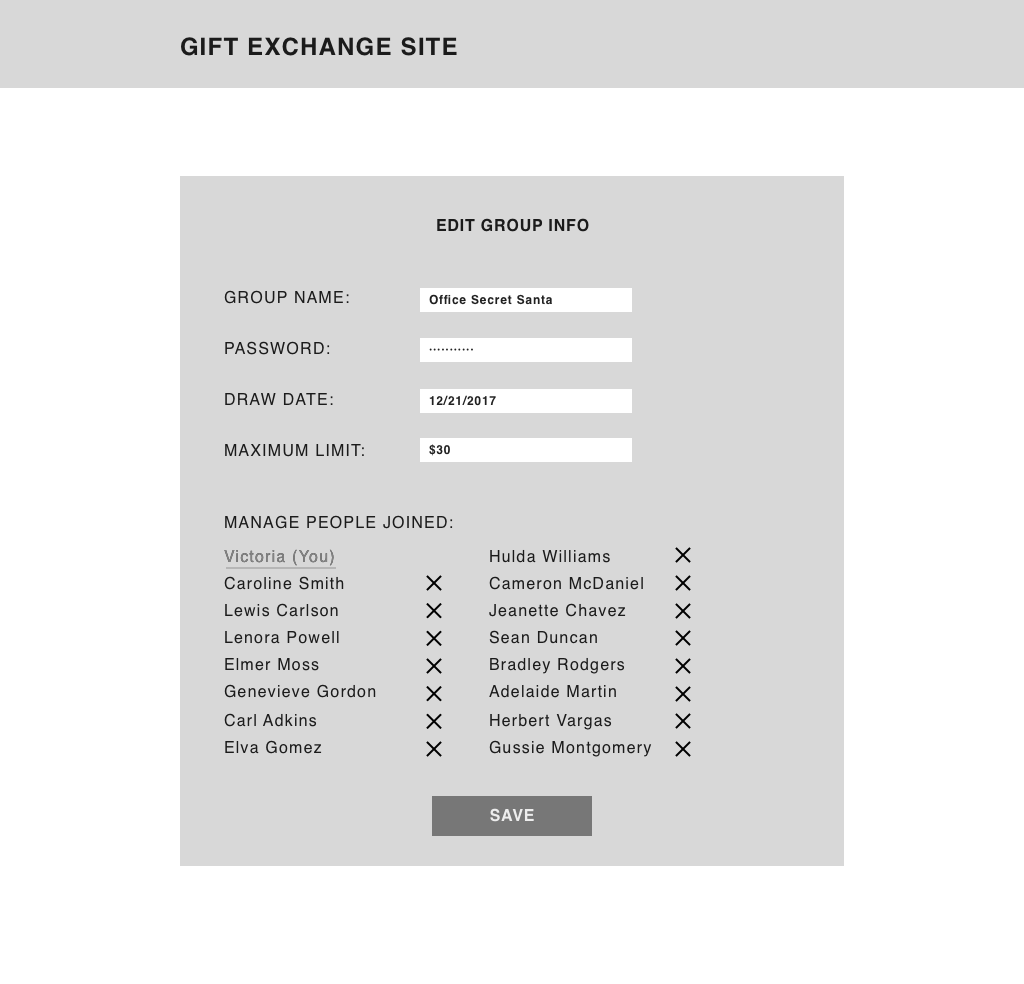 GIFT EXCHANGE SITE
EDIT GROUP INFO
GROUP NAME: Office Secret Santa
PASSWORD: ···········
DRAW DATE: 12/21/2017
MAXIMUM LIMIT: $30
MANAGE PEOPLE JOINED:
Victoria (You)
Caroline Smith
Lewis Carlson
Lenora Powell
Elmer Moss
Genevieve Gordon
Carl Adkins
Elva Gomez
Hulda Williams
Cameron McDaniel
Jeanette Chavez
Sean Duncan
Bradley Rodgers
Adelaide Martin
Herbert Vargas
Gussie Montgomery
SAVE